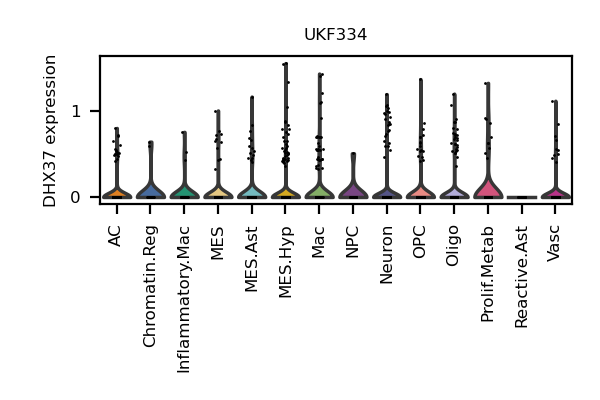 UKF334
DHX37 expression
1
0
AC
Chromatin.Reg
Inflammatory.Mac
MES
MES.Ast
MES.Hyp
Mac
NPC
Neuron
OPC
Oligo
Prolif.Metab
Reactive.Ast
Vasc